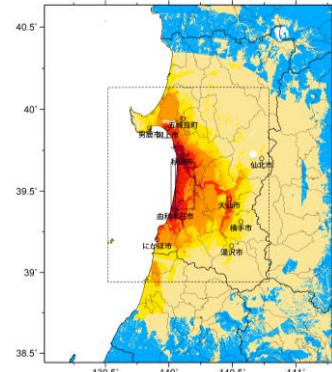 40.5˚
40˚
五城目町
男鹿市
潟上市
秋田市
仙北市
39.5˚
大仙市
由利本荘市
横手市
にかほ市
湯沢市
39˚
38.5˚
139.5˚
140˚
140.5˚